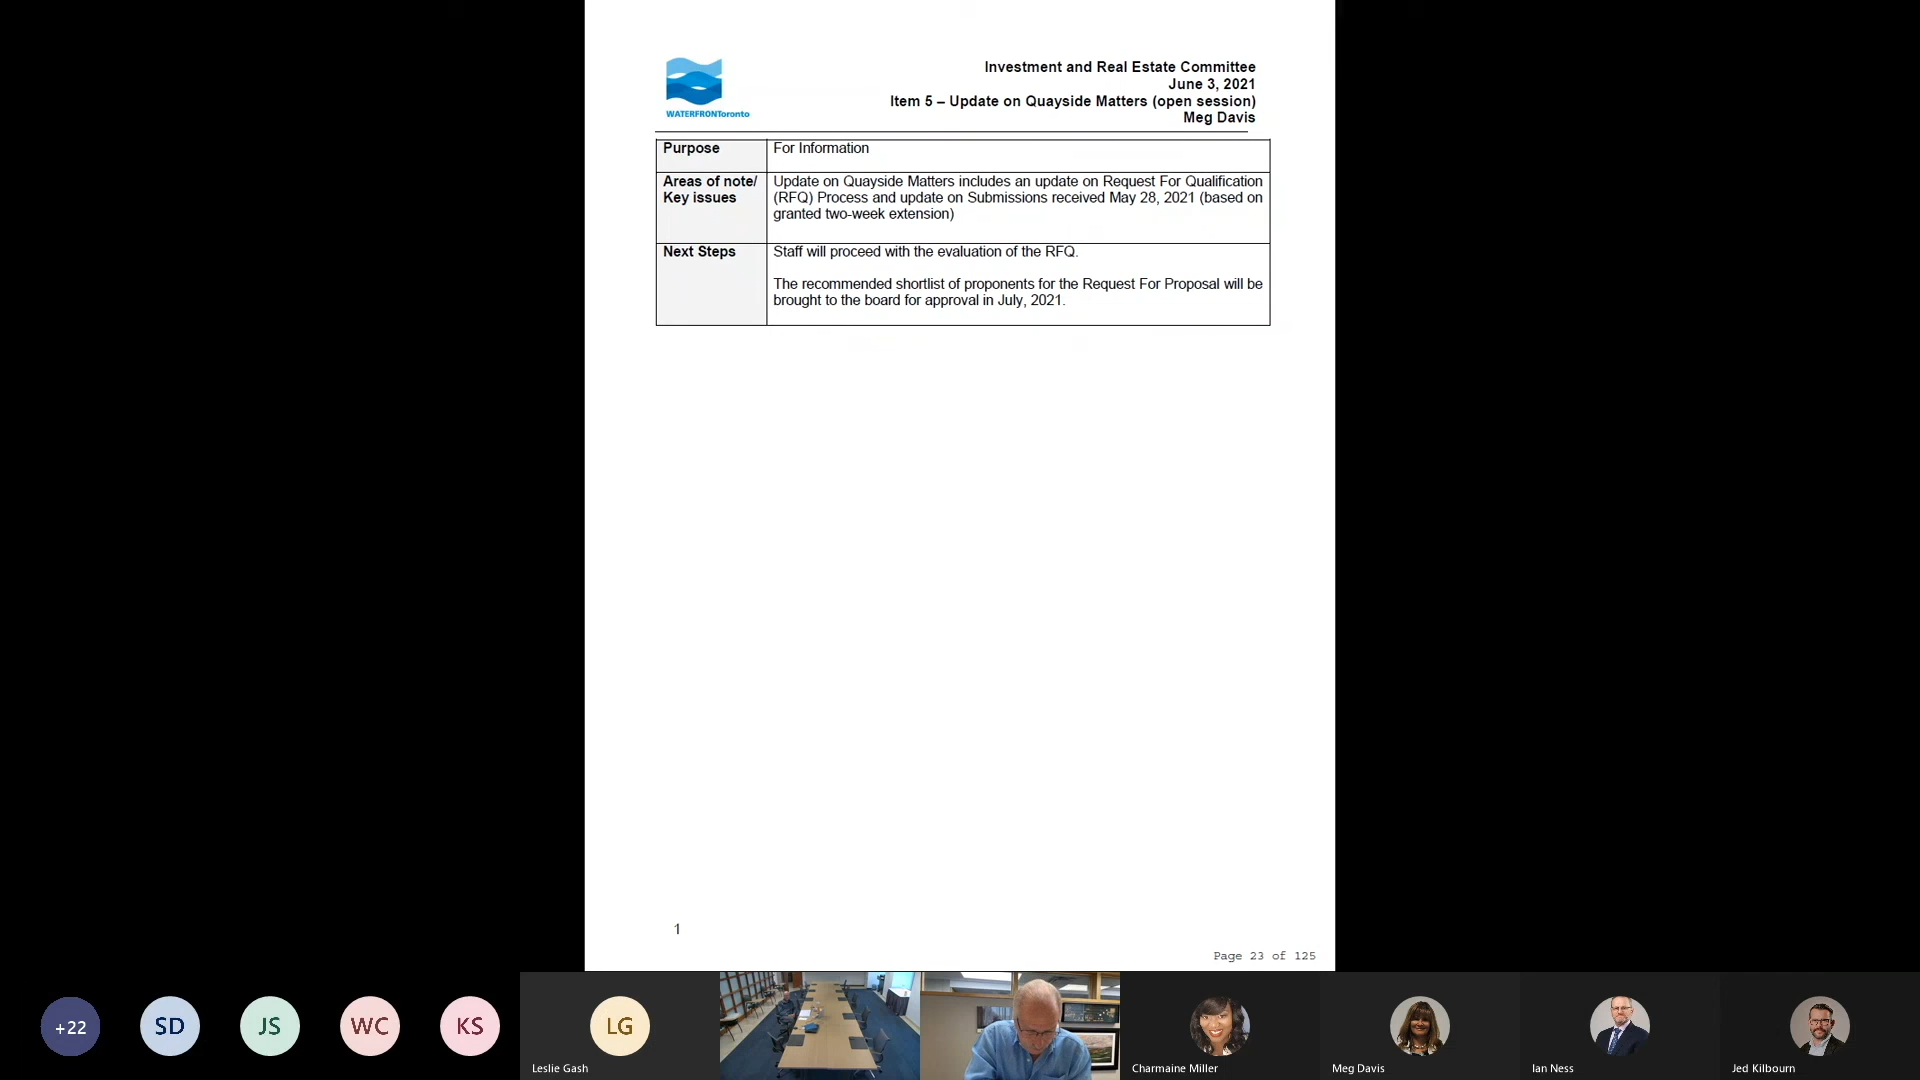 WATERFRONToronto
Investment and Real Estate Committee
June 3, 2021
Item 5 – Update on Quayside Matters (open session)
Meg Davis
Purpose
For Information
Areas of note/
Key issues
Update on Quayside Matters includes an update on Request For Qualification
(RFQ) Process and update on Submissions received May 28, 2021 (based on
granted two-week extension)
Next Steps
Staff will proceed with the evaluation of the RFQ.
The recommended shortlist of proponents for the Request For Proposal will be
brought to the board for approval in July, 2021.
1
Page 23 of 125
+22
SD
JS
WC
KS
LG
Leslie Gash
Charmaine Miller
Meg Davis
Ian Ness
Jed Kilbourn